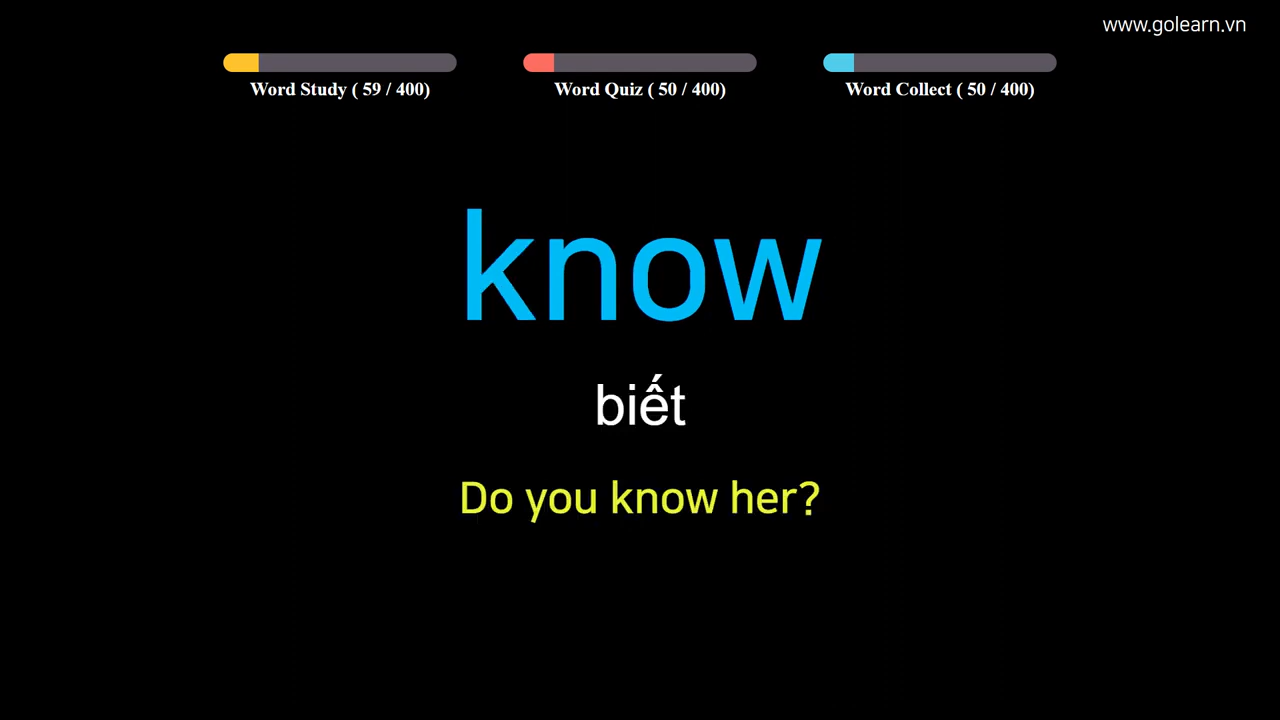 www.golearn.vn
Word Study ( 59 / 400)
Word Quiz ( 50 / 400)
Word Collect ( 50 / 400)
know
biết
Do you know her?